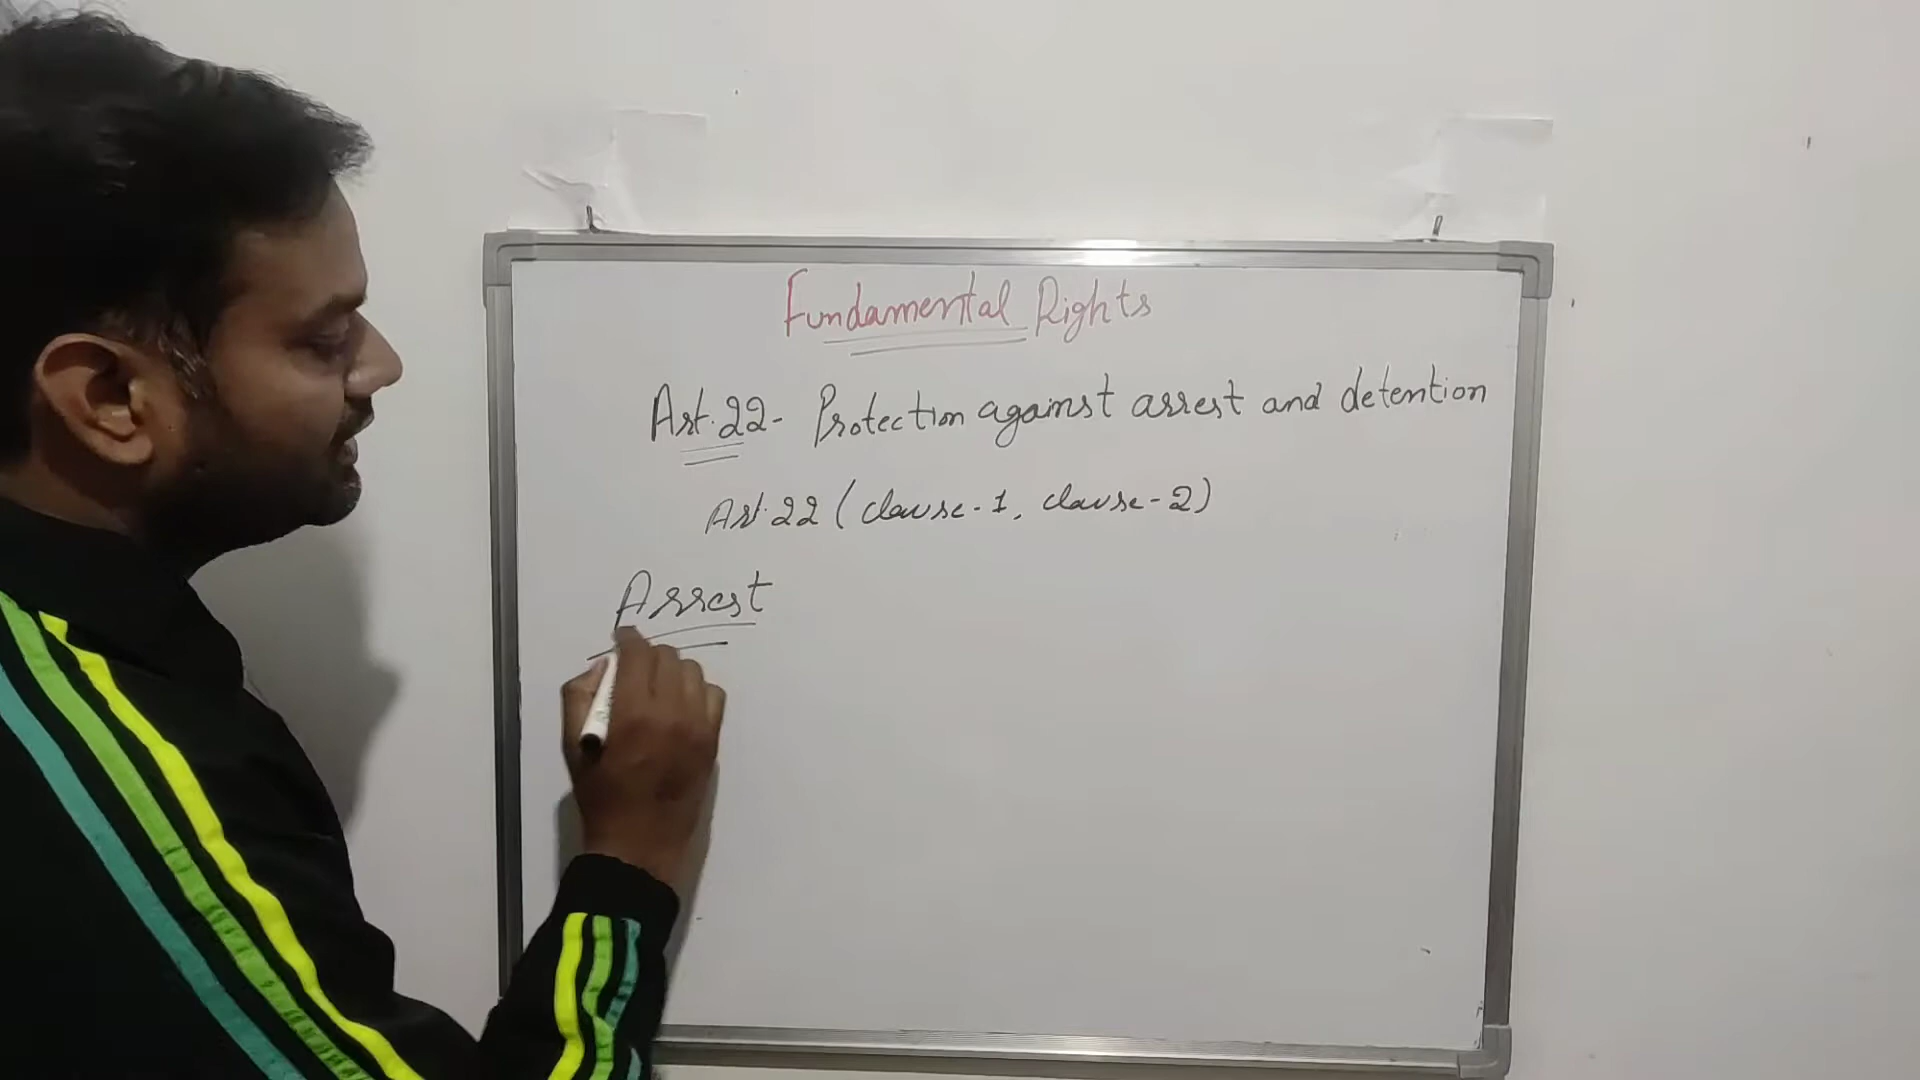 Fundamental Rights
Art.22- Protection against arrest and detention
Art.22 (clause-1, clause-2)
Arrest